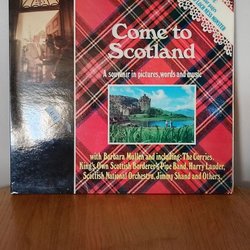 Come to
Scotland
A souvenir in pictures, words and music
with Barbara Mullen and including: The Corries,
King's Own Scottish Borderers Pipe Band, Harry Lauder,
Scottish National Orchestra, Jimmy Shand and Others.